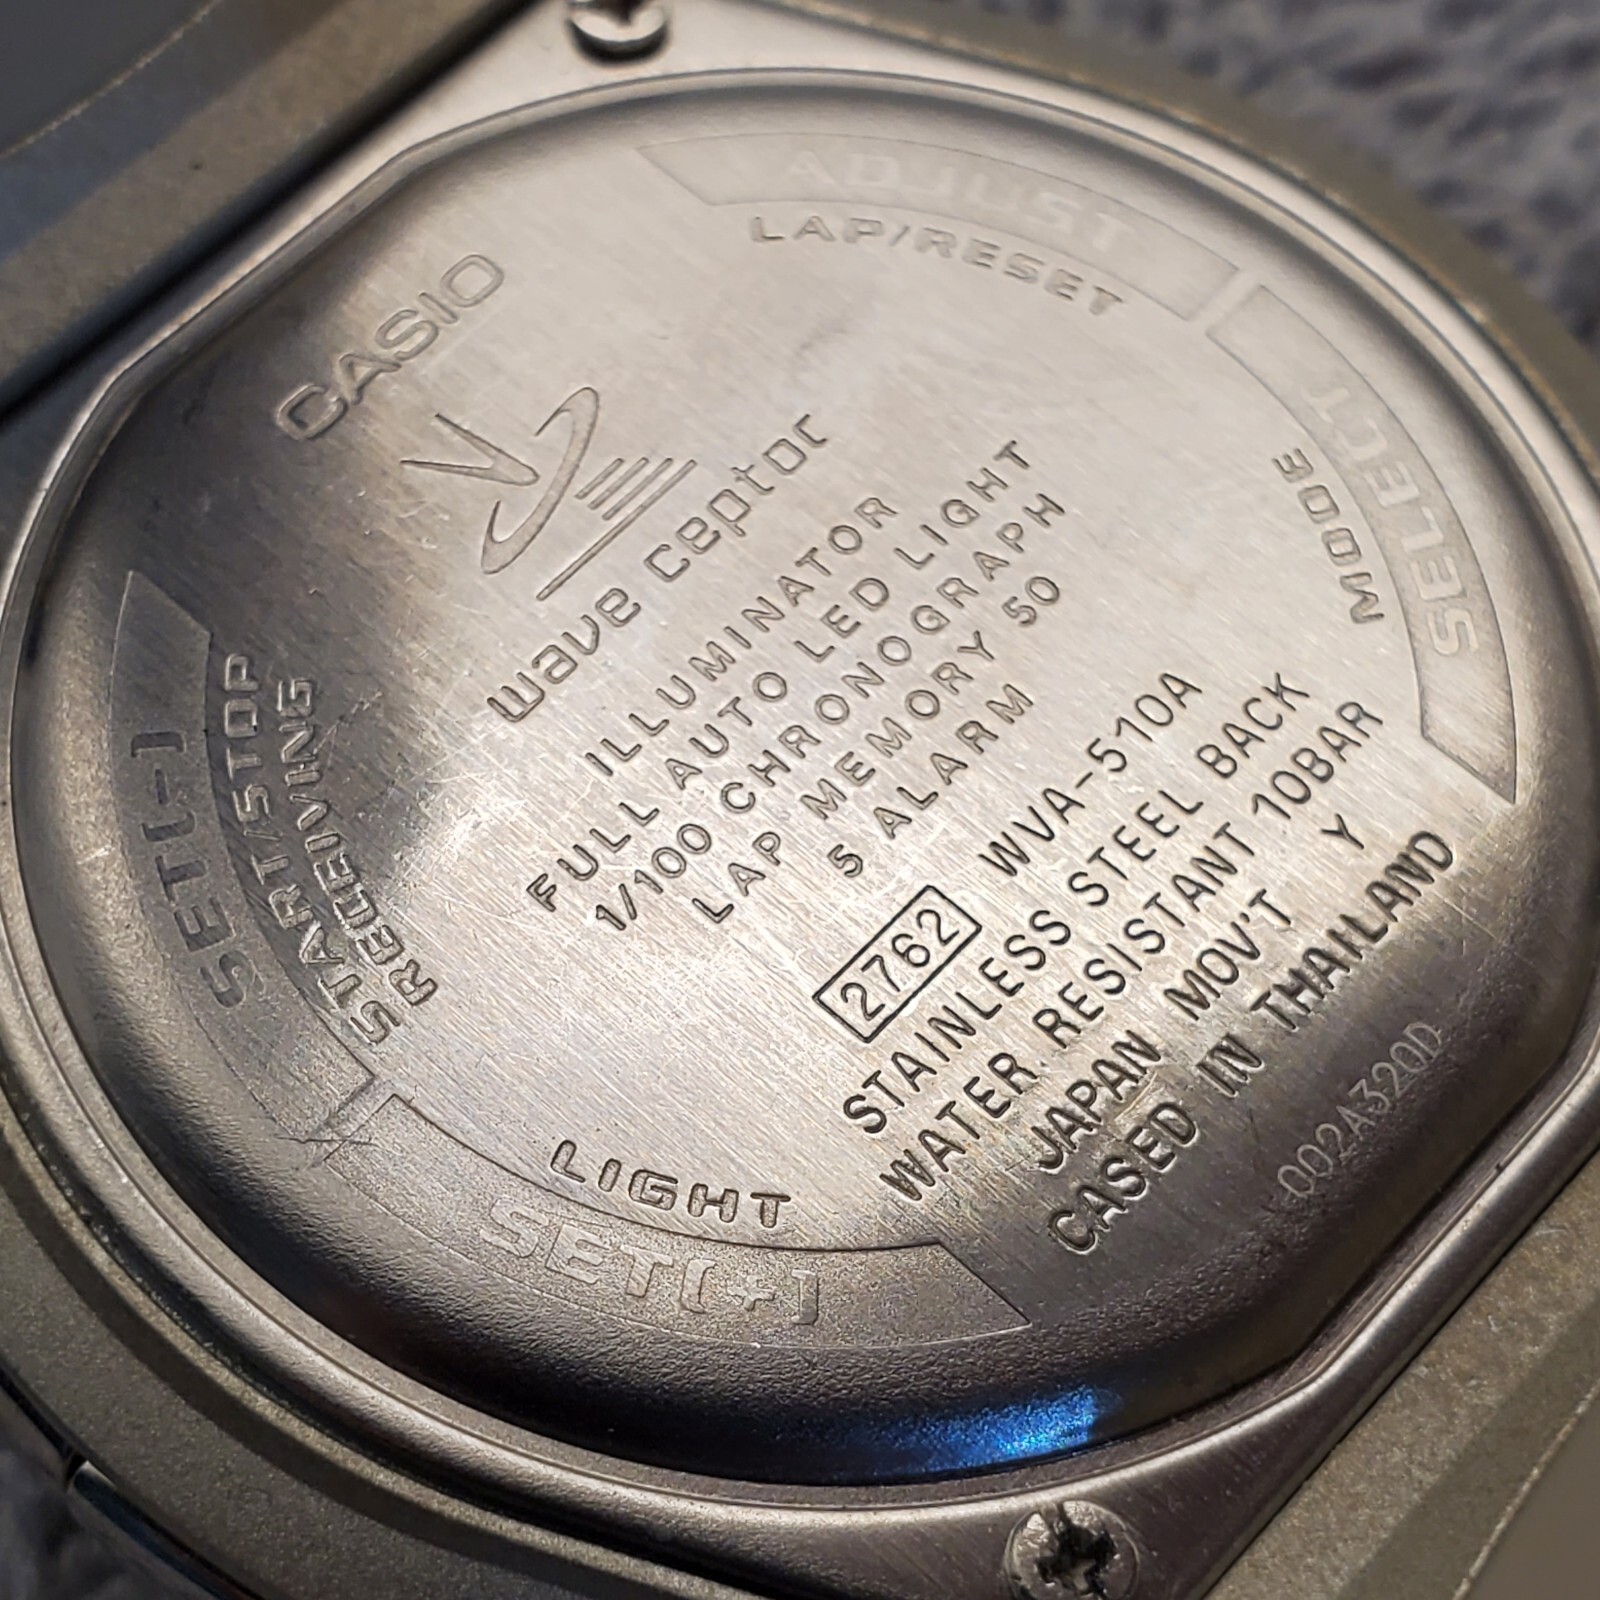 ADJUST
LAP/RESET
SELECT
MODE
CASIO
wave ceptor
ILLUMINATOR
FULL AUTO LED LIGHT
1/100 CHRONOGRAPH
LAP MEMORY 50
5 ALARM
2762 WVA-510A
STAINLESS STEEL BACK
WATER RESISTANT 10BAR
JAPAN MOV'T Y
CASED IN THAILAND
002A320D
SET(-)
START/STOP
RECEIVING
LIGHT
SET(+)